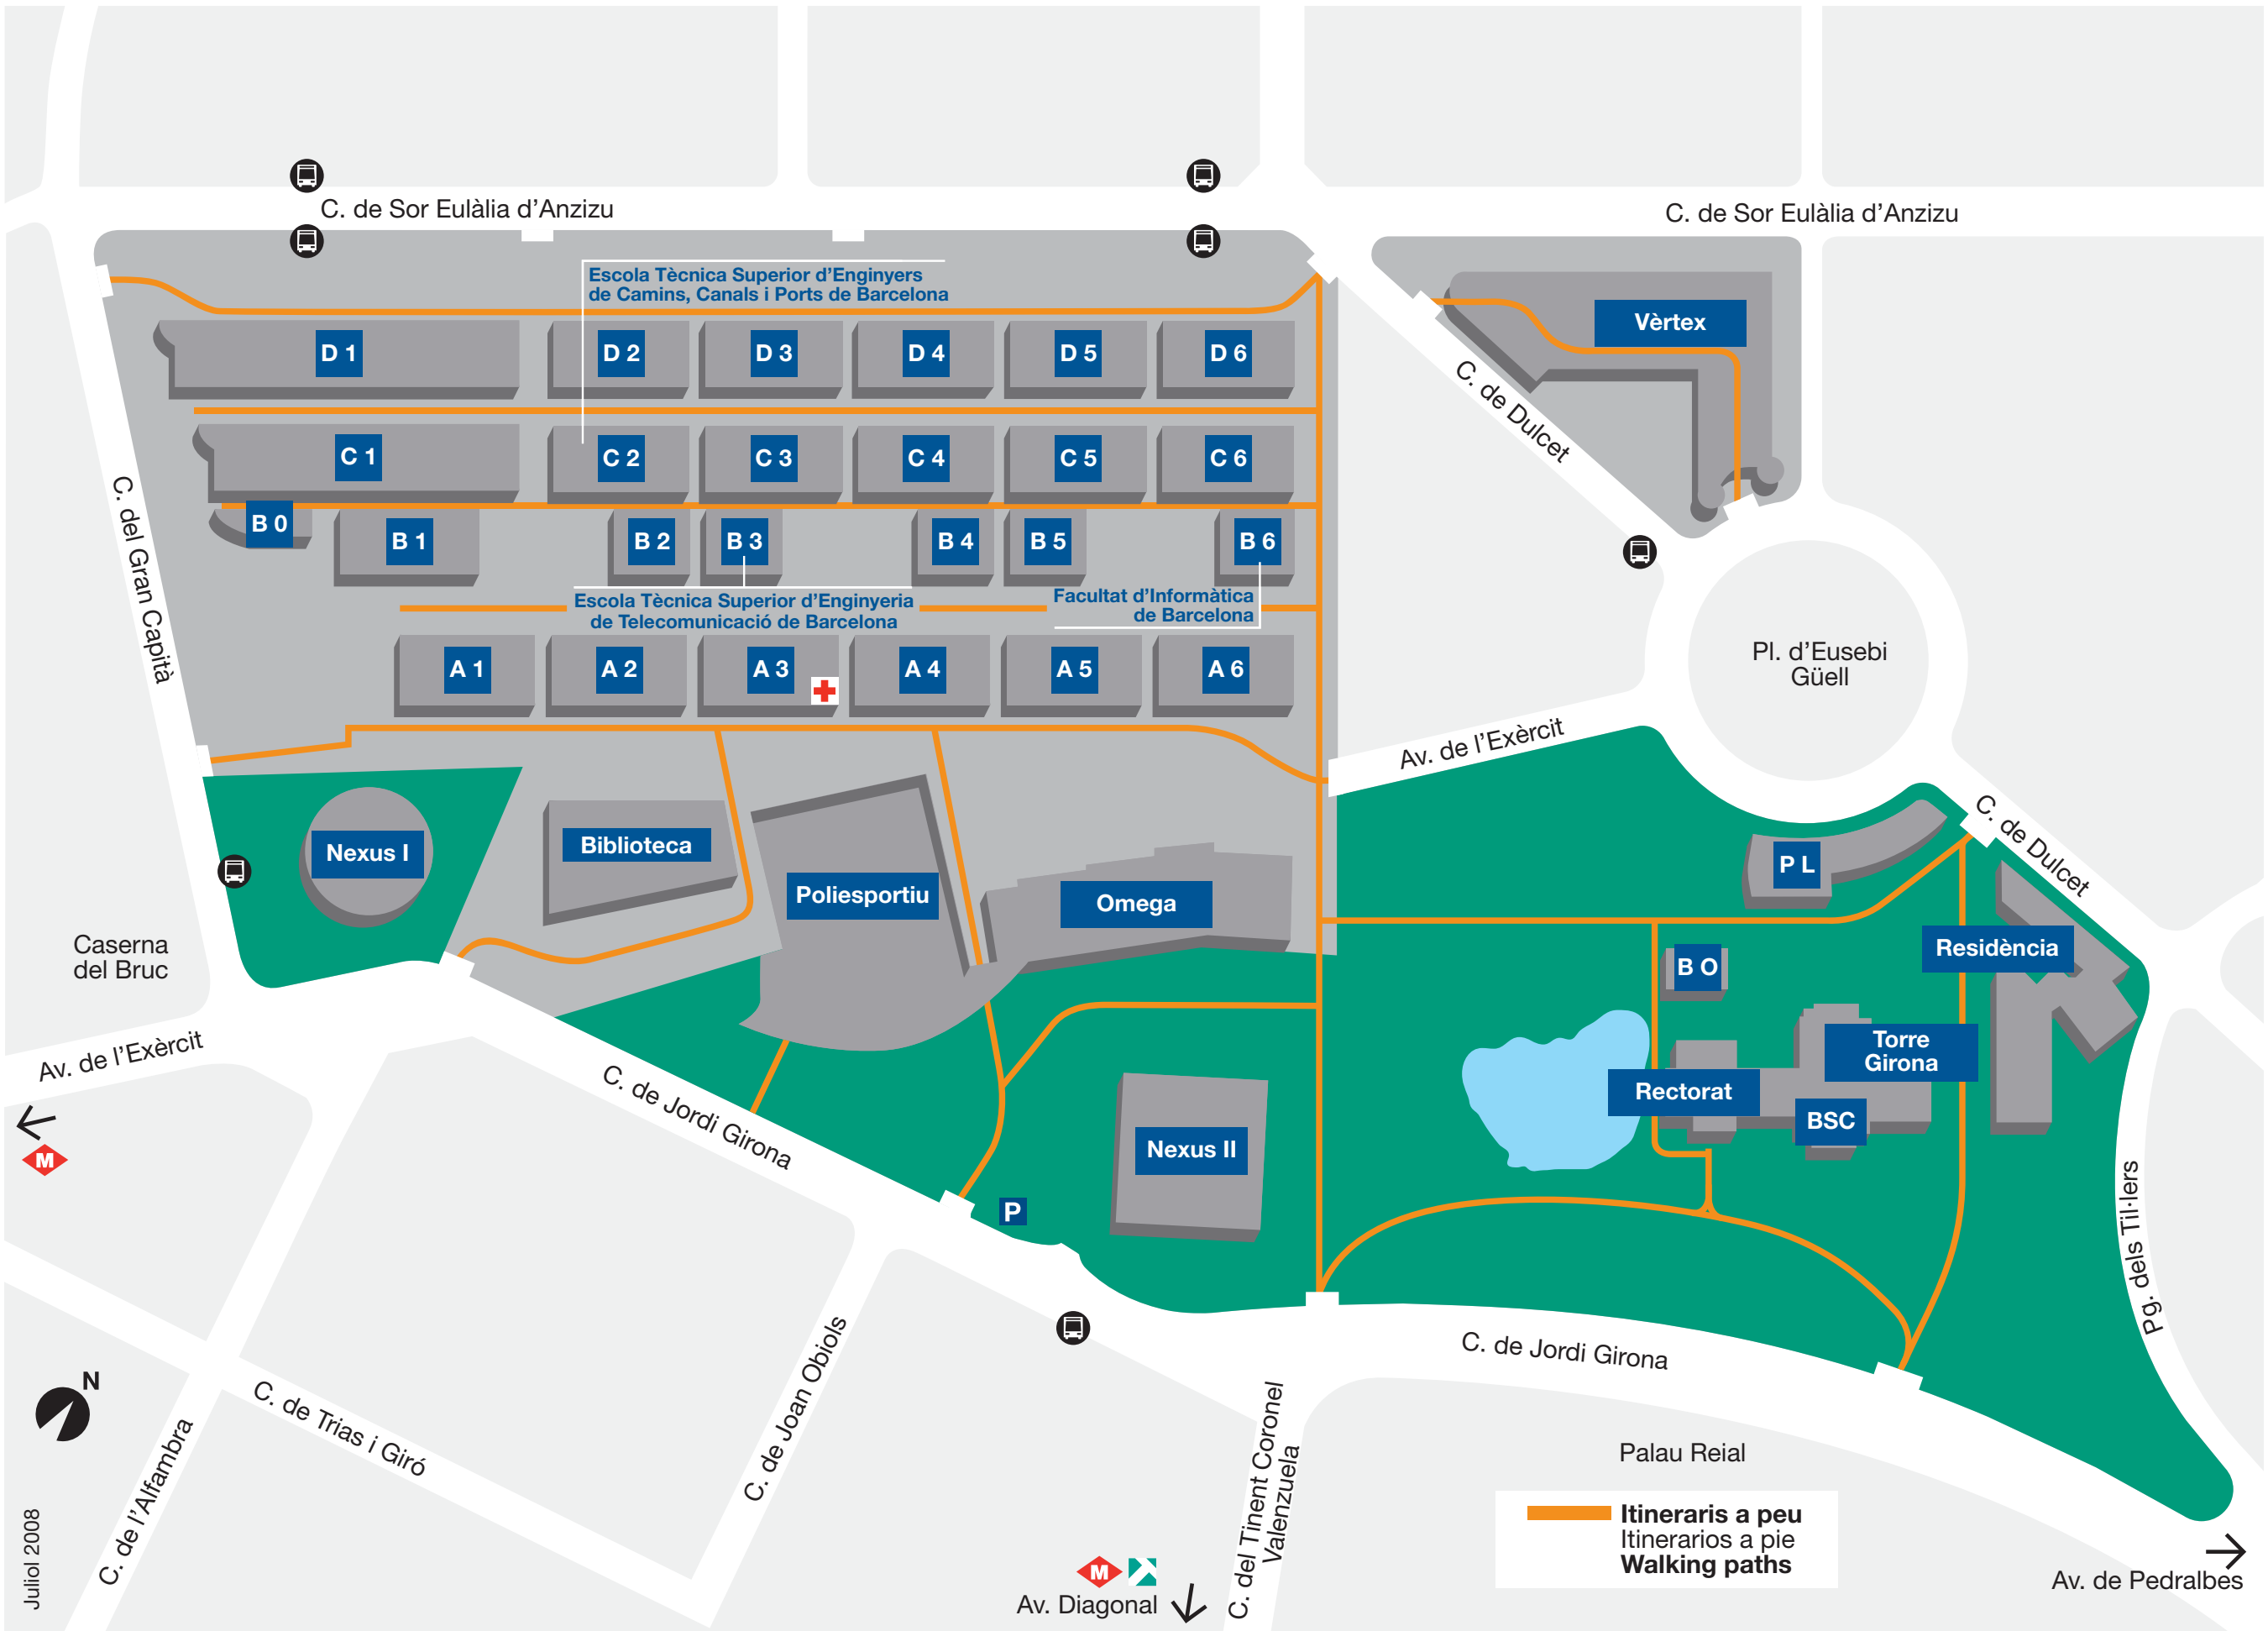 C. de Sor Eulàlia d'Anzizu
C. de Sor Eulàlia d'Anzizu
Escola Tècnica Superior d'Enginyers
de Camins, Canals i Ports de Barcelona
Vèrtex
D 1
D 2
D 3
D 4
D 5
D 6
C. de Dulcet
C 1
C 2
C 3
C 4
C 5
C 6
C. del Gran Capità
B 0
B 1
B 2
B 3
B 4
B 5
B 6
Escola Tècnica Superior d'Enginyeria
de Telecomunicació de Barcelona
Facultat d'Informàtica
de Barcelona
A 1
A 2
A 3
A 4
A 5
A 6
Pl. d'Eusebi
Güell
Av. de l'Exèrcit
Nexus I
Biblioteca
Poliesportiu
Omega
P L
C. de Dulcet
Caserna
del Bruc
B O
Residència
Av. de l'Exèrcit
M
C. de Jordi Girona
Torre
Girona
Rectorat
BSC
Nexus II
P
Pg. dels Til·lers
C. de Jordi Girona
N
C. de Trias i Giró
C. de l'Alfambra
C. de Joan Obiols
C. del Tinent Coronel
Valenzuela
Palau Reial
Itineraris a peu
Itinerarios a pie
Walking paths
M
Av. Diagonal
Av. de Pedralbes
Juliol 2008